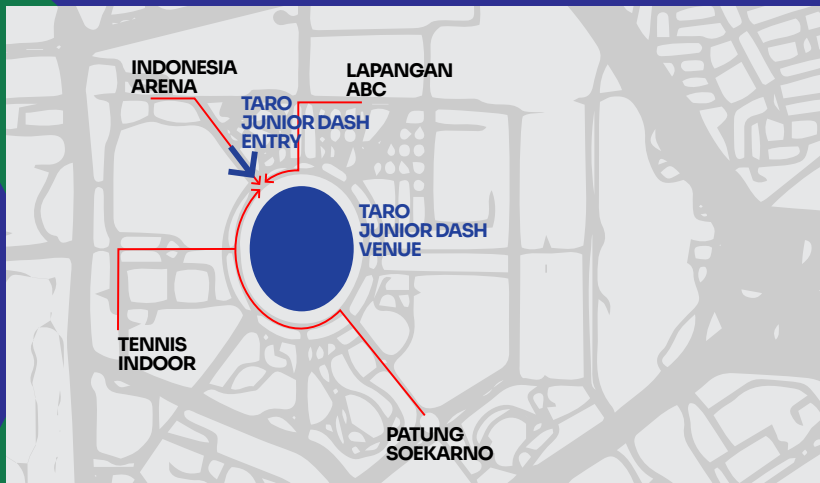 INDONESIA
ARENA
LAPANGAN
ABC
TARO
JUNIOR DASH
ENTRY
TARO
JUNIOR DASH
VENUE
TENNIS
INDOOR
PATUNG
SOEKARNO